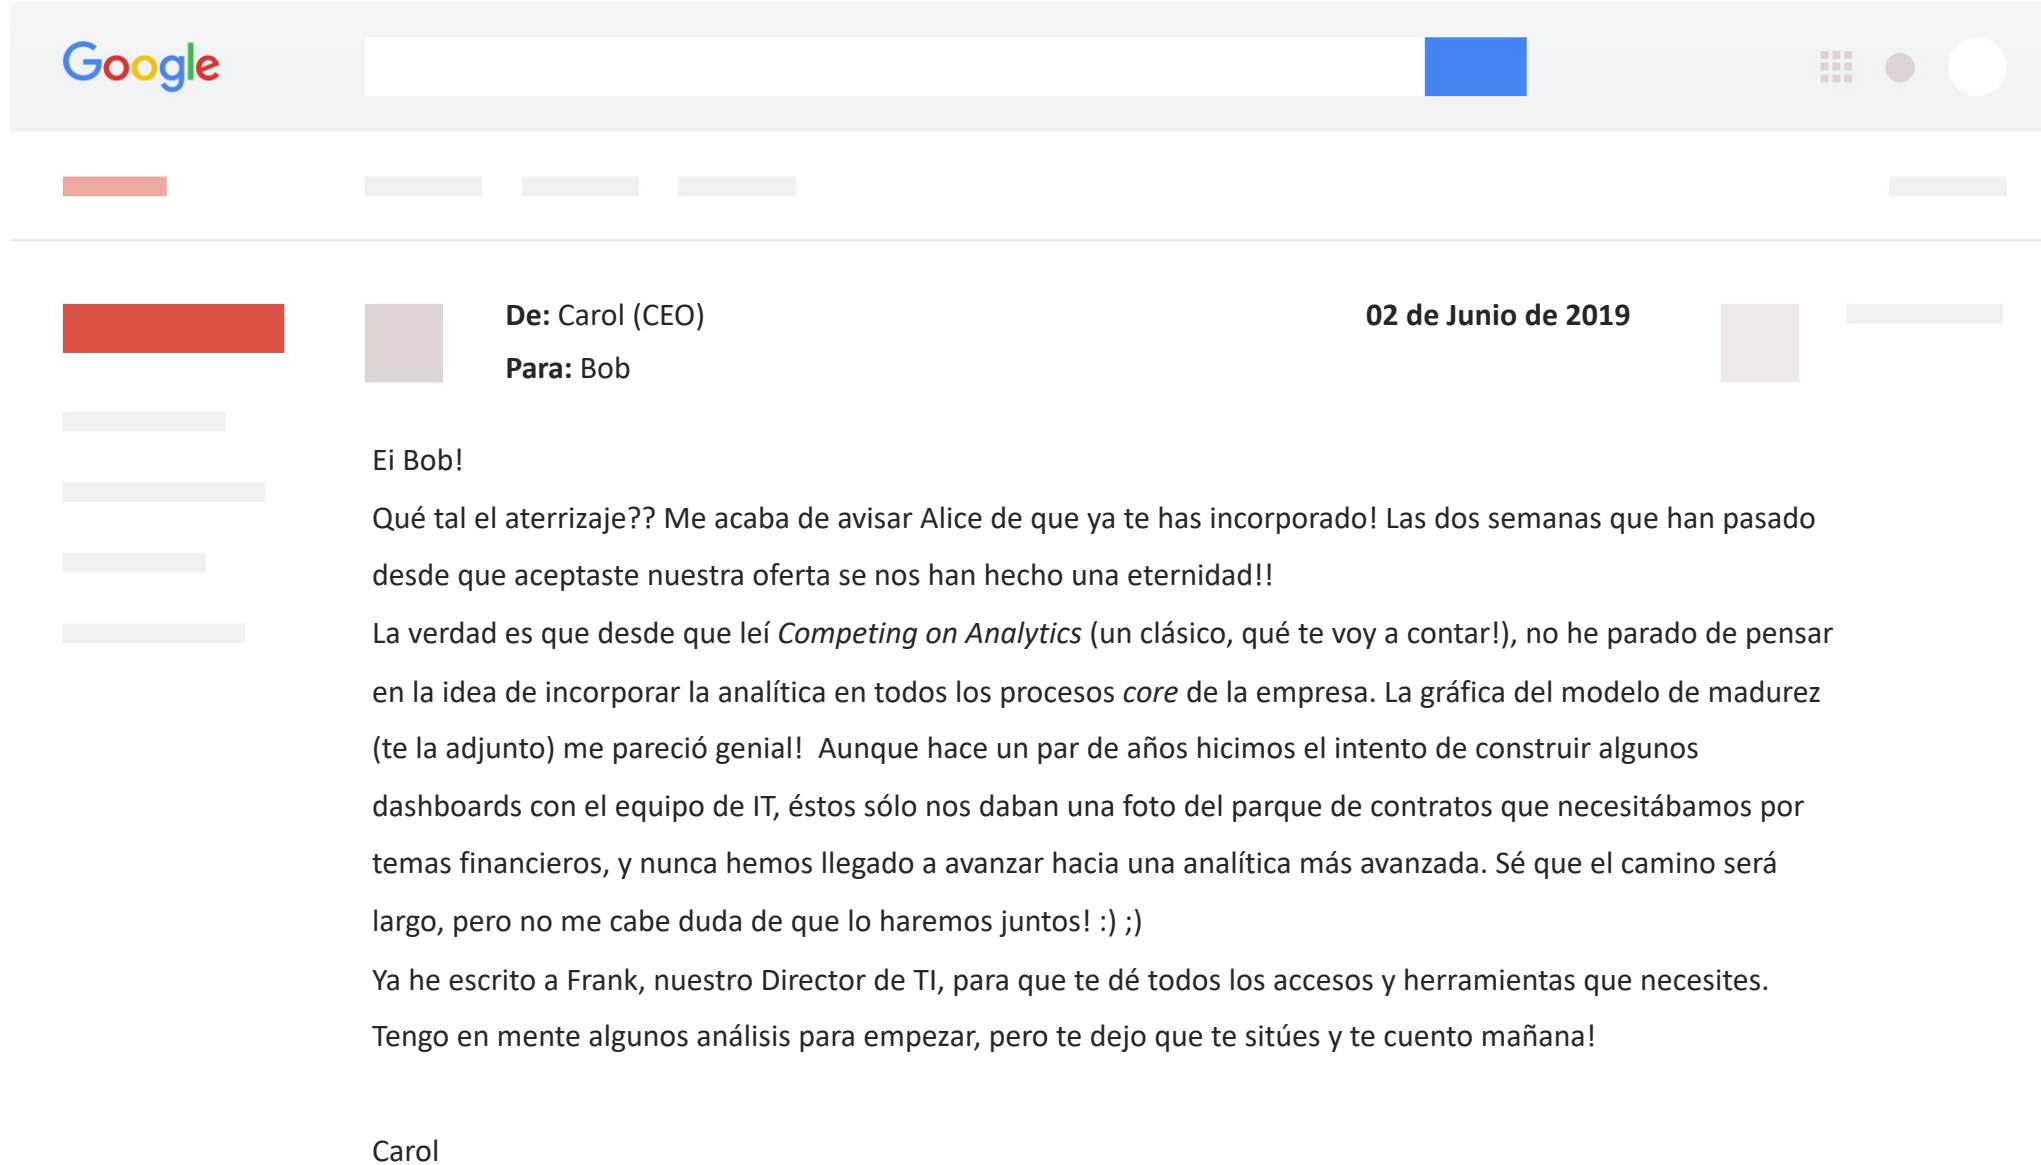 Google
De: Carol (CEO)
02 de Junio de 2019
Para: Bob
Ei Bob!
Qué tal el aterrizaje?? Me acaba de avisar Alice de que ya te has incorporado! Las dos semanas que han pasado
desde que aceptaste nuestra oferta se nos han hecho una eternidad!!
La verdad es que desde que leí Competing on Analytics (un clásico, qué te voy a contar!), no he parado de pensar
en la idea de incorporar la analítica en todos los procesos core de la empresa. La gráfica del modelo de madurez
(te la adjunto) me pareció genial!  Aunque hace un par de años hicimos el intento de construir algunos
dashboards con el equipo de IT, éstos sólo nos daban una foto del parque de contratos que necesitábamos por
temas financieros, y nunca hemos llegado a avanzar hacia una analítica más avanzada. Sé que el camino será
largo, pero no me cabe duda de que lo haremos juntos! :) ;)
Ya he escrito a Frank, nuestro Director de TI, para que te dé todos los accesos y herramientas que necesites.
Tengo en mente algunos análisis para empezar, pero te dejo que te sitúes y te cuento mañana!
Carol